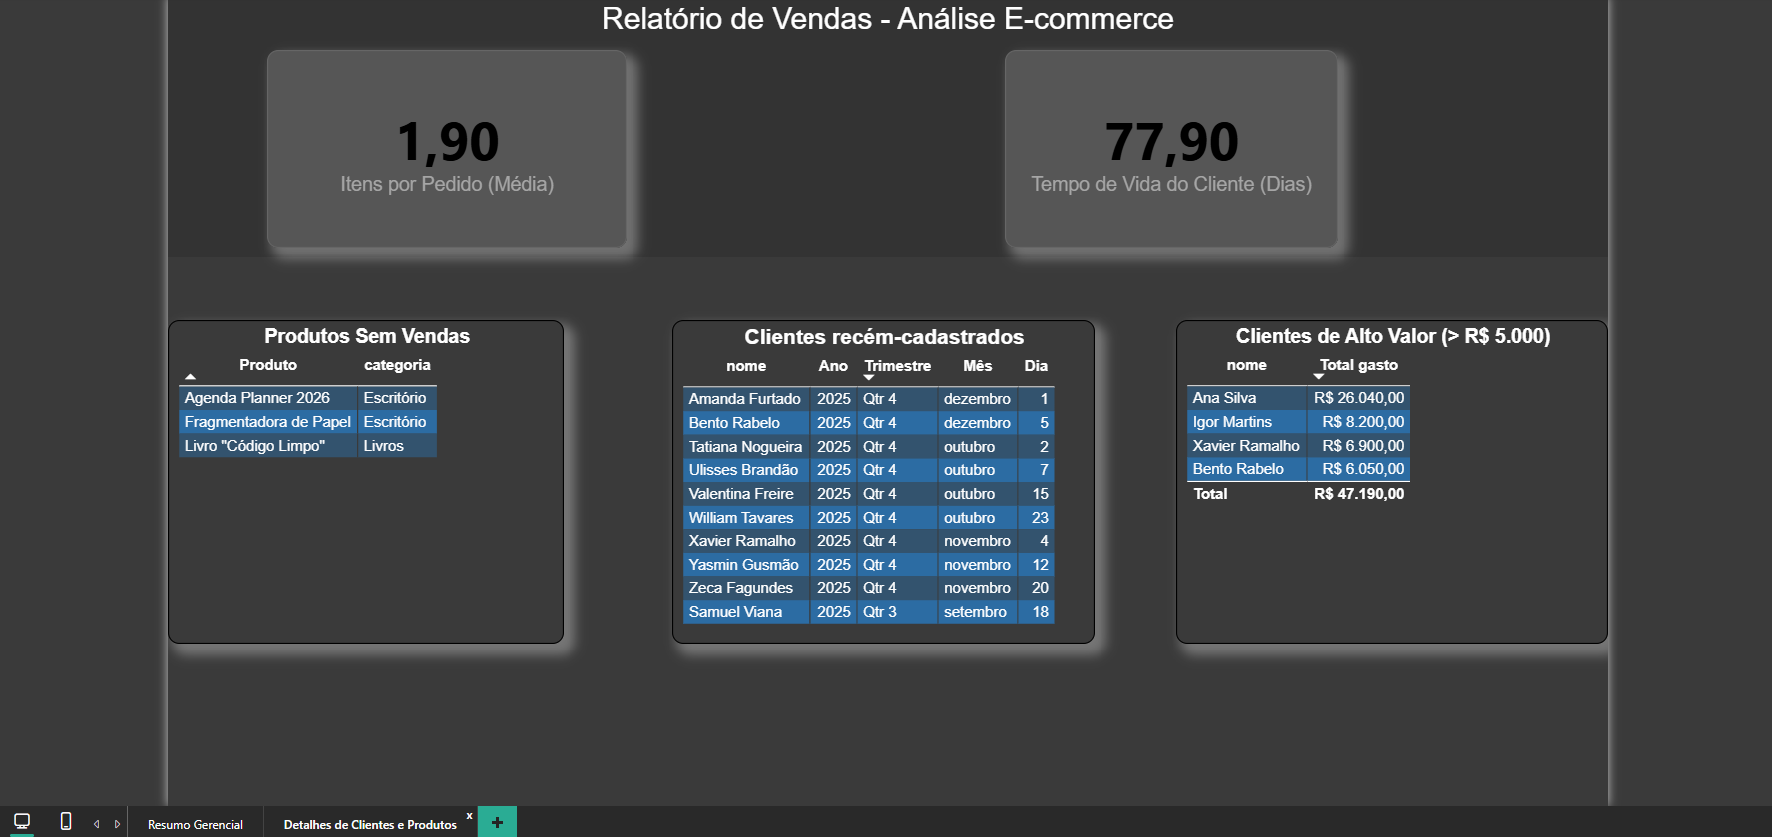 Relatório de Vendas - Análise E-commerce
1,90
Itens por Pedido (Média)
77,90
Tempo de Vida do Cliente (Dias)
Produtos Sem Vendas
Produto categoria
Agenda Planner 2026 Escritório
Fragmentadora de Papel Escritório
Livro "Código Limpo" Livros
Clientes recém-cadastrados
nome Ano Trimestre Mês Dia
Amanda Furtado 2025 Qtr 4 dezembro 1
Bento Rabelo 2025 Qtr 4 dezembro 5
Tatiana Nogueira 2025 Qtr 4 outubro 2
Ulisses Brandão 2025 Qtr 4 outubro 7
Valentina Freire 2025 Qtr 4 outubro 15
William Tavares 2025 Qtr 4 outubro 23
Xavier Ramalho 2025 Qtr 4 novembro 4
Yasmin Gusmão 2025 Qtr 4 novembro 12
Zeca Fagundes 2025 Qtr 4 novembro 20
Samuel Viana 2025 Qtr 3 setembro 18
Clientes de Alto Valor (> R$ 5.000)
nome Total gasto
Ana Silva R$ 26.040,00
Igor Martins R$ 8.200,00
Xavier Ramalho R$ 6.900,00
Bento Rabelo R$ 6.050,00
Total R$ 47.190,00
Resumo Gerencial Detalhes de Clientes e Produtos x +